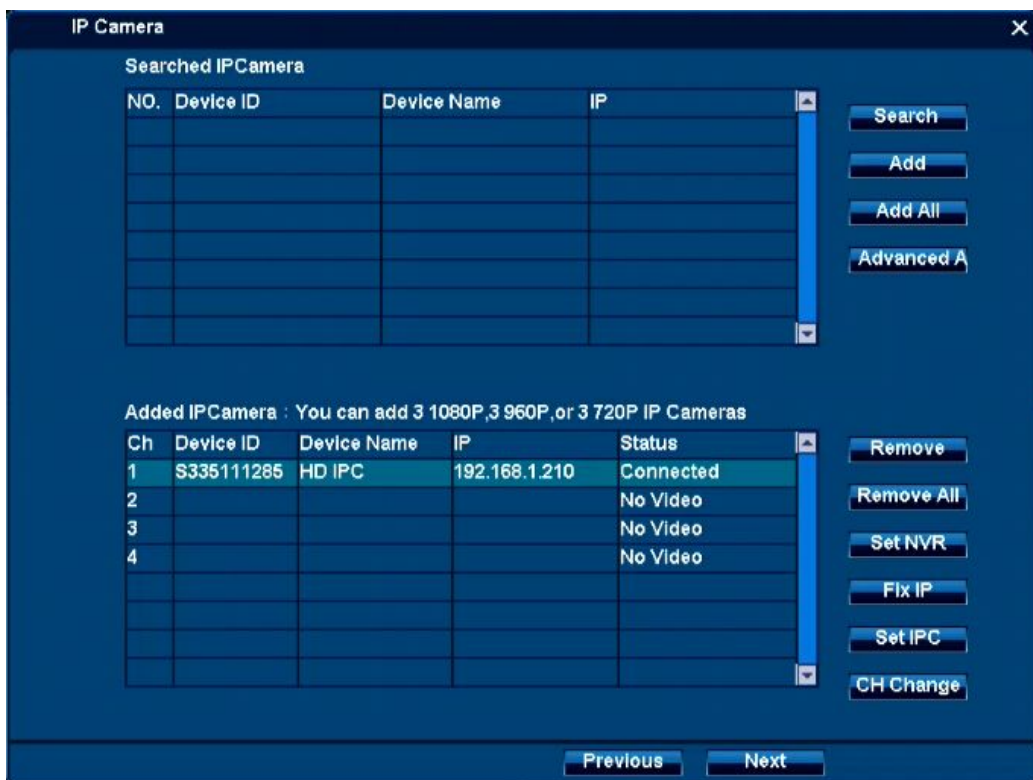 IP Camera
Searched IPCamera
NO. Device ID Device Name IP
Search
Add
Add All
Advanced A
Added IPCamera : You can add 3 1080P,3 960P,or 3 720P IP Cameras
Ch Device ID Device Name IP Status
1 S335111285 HD IPC 192.168.1.210 Connected
2 No Video
3 No Video
4 No Video
Remove
Remove All
Set NVR
Fix IP
Set IPC
CH Change
Previous Next